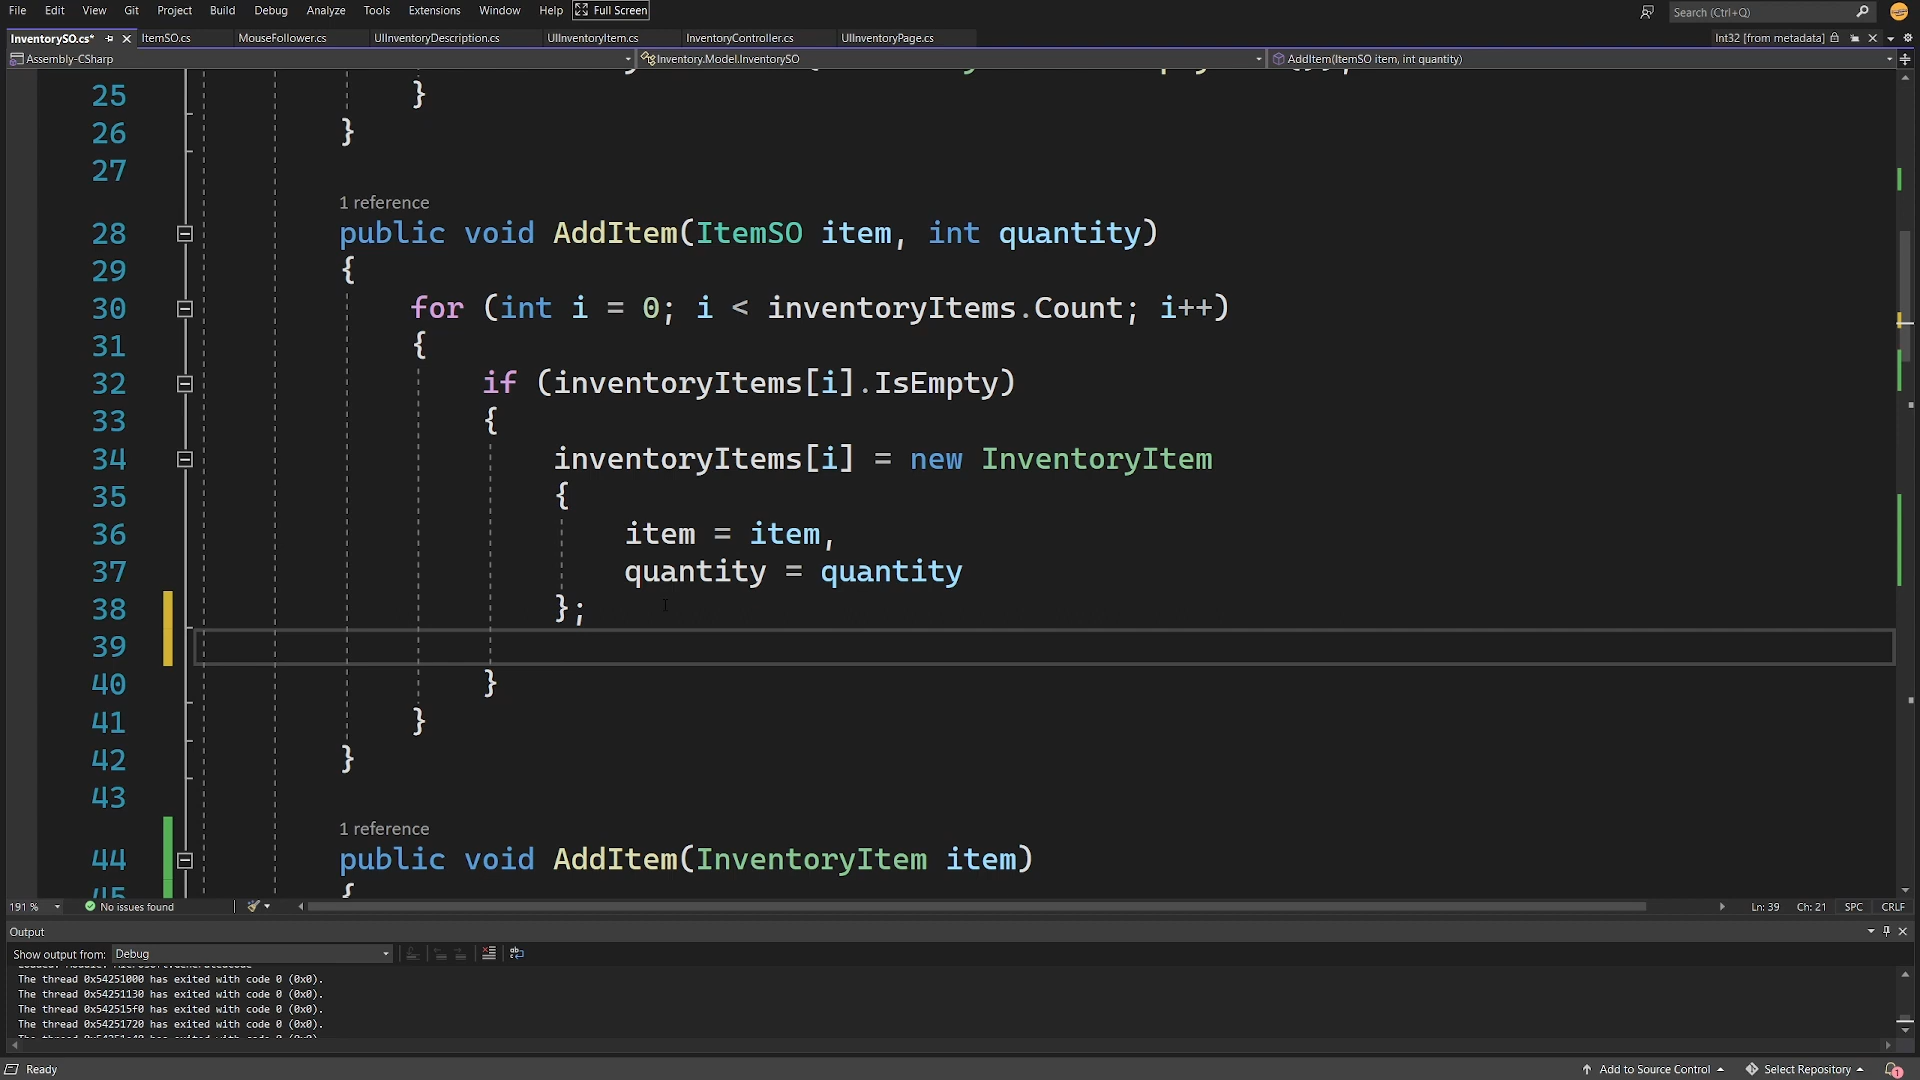 File Edit View Git Project Build Debug Analyze Tools Extensions Window Help Full Screen Search (Ctrl+Q)
InventorySO.cs* ItemSO.cs MouseFollower.cs UIInventoryDescription.cs UIInventoryItem.cs InventoryController.cs UIInventoryPage.cs Int32 [from metadata]
Assembly-CSharp Inventory.Model.InventorySO AddItem(ItemSO item, int quantity)
25 }
26 }
27
1 reference
28 public void AddItem(ItemSO item, int quantity)
29 {
30 for (int i = 0; i < inventoryItems.Count; i++)
31 {
32 if (inventoryItems[i].IsEmpty)
33 {
34 inventoryItems[i] = new InventoryItem
35 {
36 item = item,
37 quantity = quantity
38 };
39
40 }
41 }
42 }
43
1 reference
44 public void AddItem(InventoryItem item)
45 {
191 % No issues found Ln: 39 Ch: 21 SPC CRLF
Output
Show output from: Debug
The thread 0x54251000 has exited with code 0 (0x0).
The thread 0x54251130 has exited with code 0 (0x0).
The thread 0x542515f0 has exited with code 0 (0x0).
The thread 0x54251720 has exited with code 0 (0x0).
Ready Add to Source Control Select Repository 1